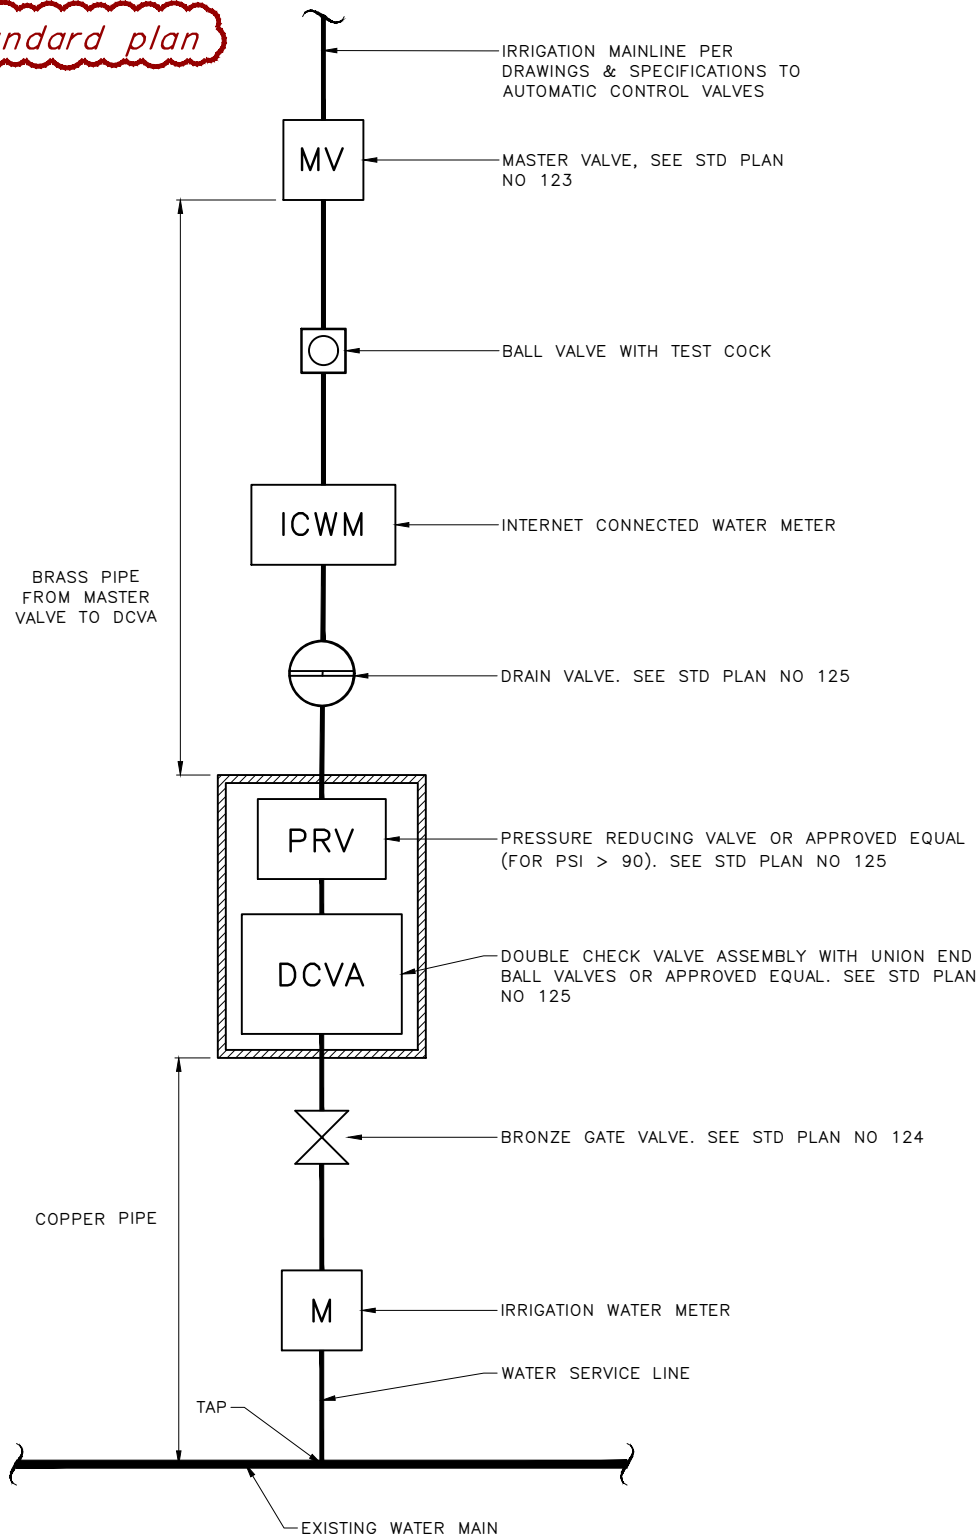 ndard plan
IRRIGATION MAINLINE PER
DRAWINGS & SPECIFICATIONS TO
AUTOMATIC CONTROL VALVES
MV
MASTER VALVE, SEE STD PLAN
NO 123
BALL VALVE WITH TEST COCK
ICWM
INTERNET CONNECTED WATER METER
BRASS PIPE
FROM MASTER
VALVE TO DCVA
DRAIN VALVE. SEE STD PLAN NO 125
PRV
PRESSURE REDUCING VALVE OR APPROVED EQUAL
(FOR PSI > 90). SEE STD PLAN NO 125
DCVA
DOUBLE CHECK VALVE ASSEMBLY WITH UNION END
BALL VALVES OR APPROVED EQUAL. SEE STD PLAN
NO 125
BRONZE GATE VALVE. SEE STD PLAN NO 124
COPPER PIPE
M
IRRIGATION WATER METER
WATER SERVICE LINE
TAP
EXISTING WATER MAIN